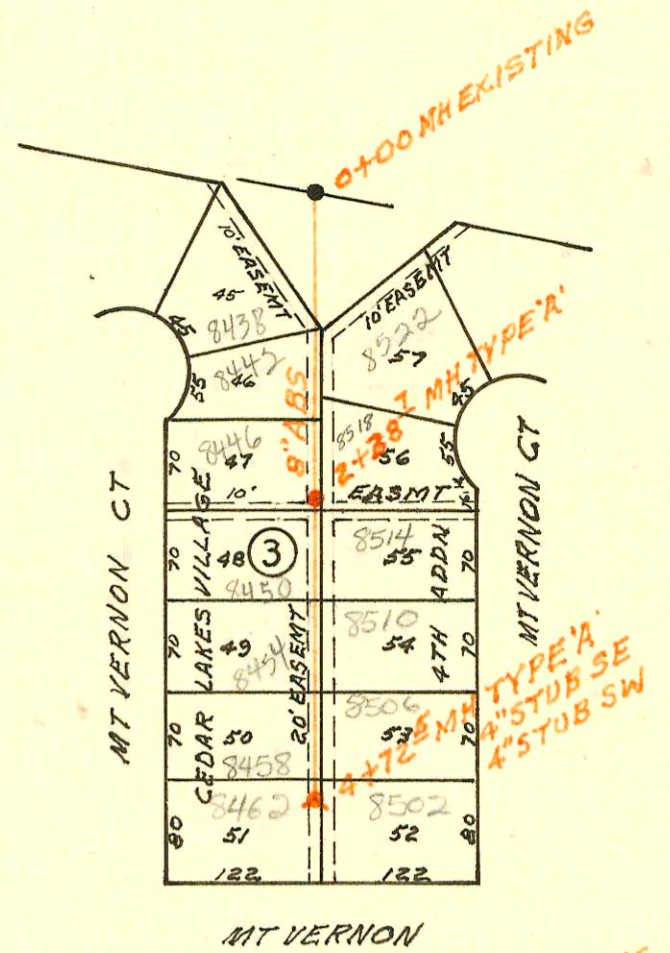 0+00 MH EXISTING
10' EASEMT
45
8438
45
10' EASEMT
8522
57
45
8442
46
55
8" ABS
2+28 MH TYPE 'A'
8518
56
55
8446
47
70
10'
EASMT
MT VERNON CT
MT VERNON CT
CEDAR LAKES VILLAGE
4TH ADDN
48
3
8450
70
8514
55
70
49
8454
70
20' EASEMT
8510
54
70
50
8458
70
8506
53
70
4+72 5 MH TYPE 'A'
4" STUB SE
4" STUB SW
8462
51
80
122
8502
52
80
122
MT VERNON